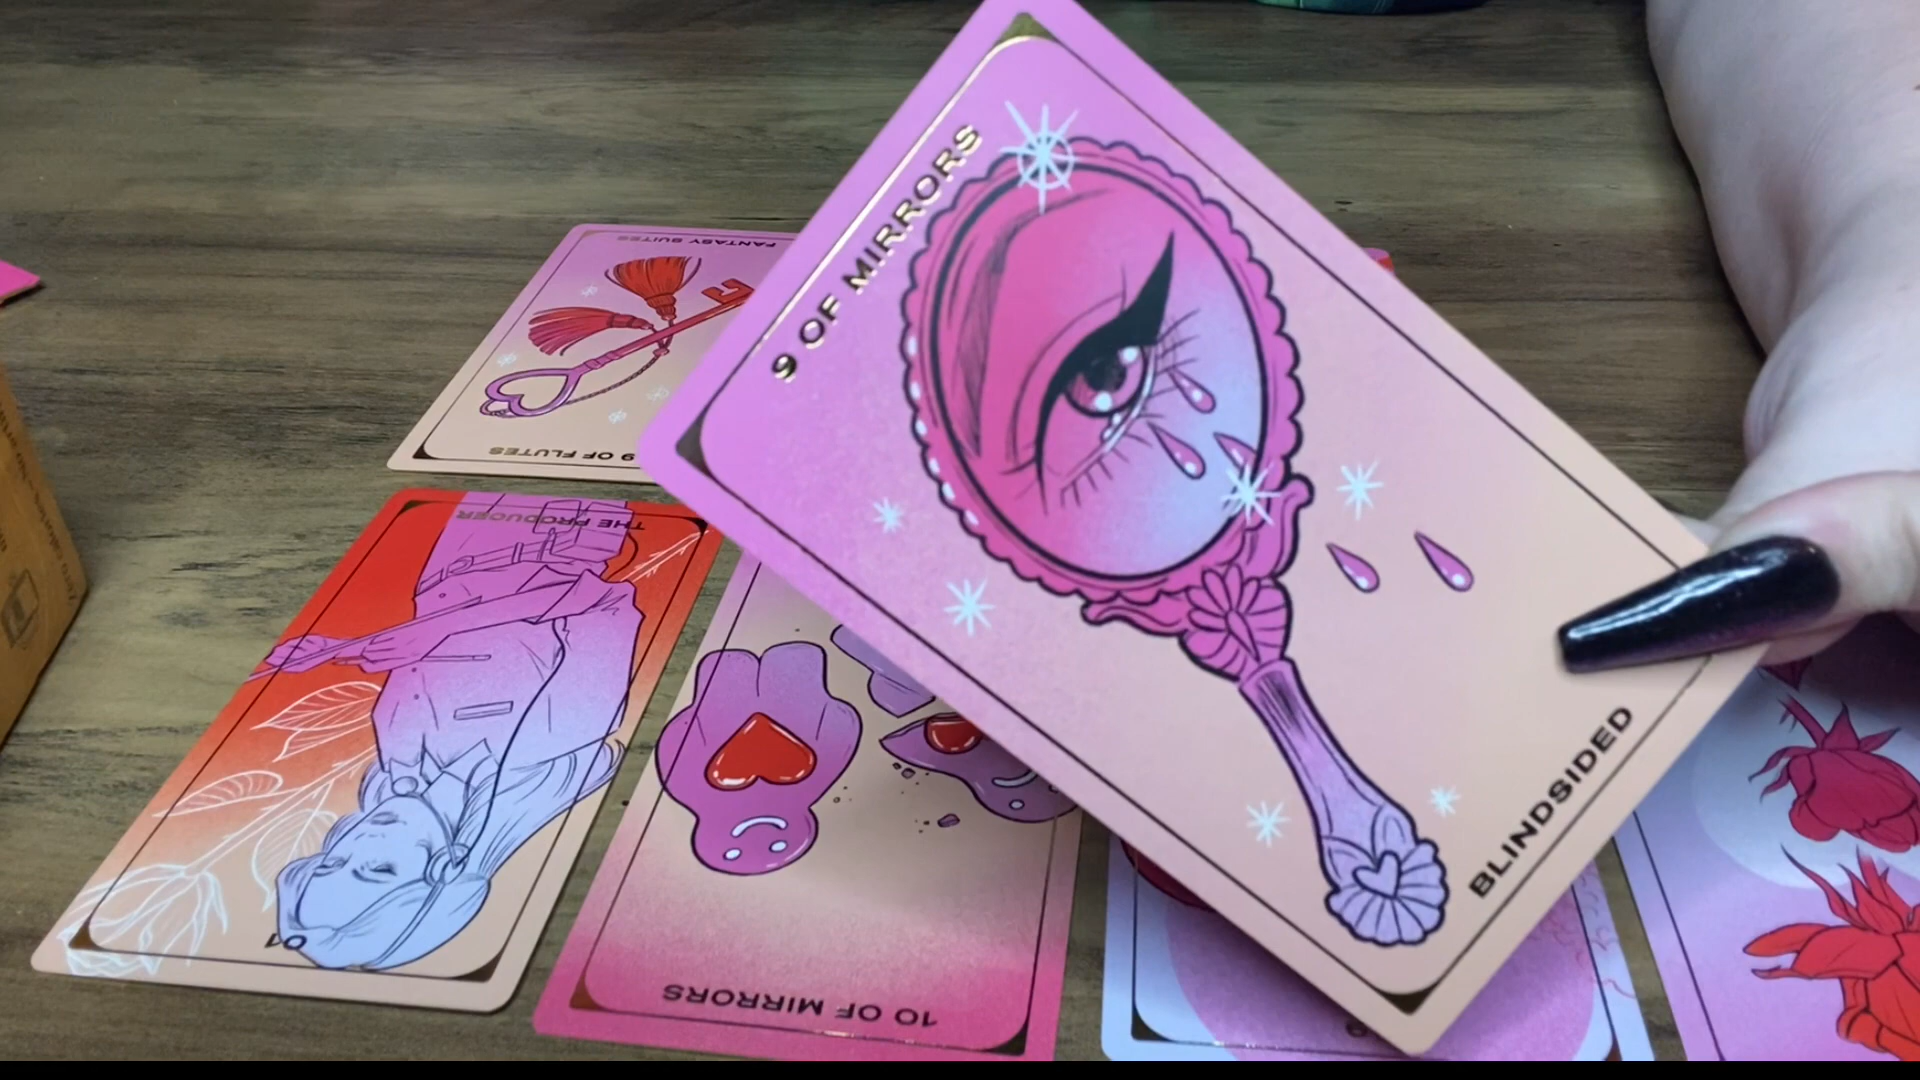 9 OF MIRRORS
BLINDSIDED
FANTASY SUITES
9 OF FLUTES
THE PRODUCER
01
10 OF MIRRORS